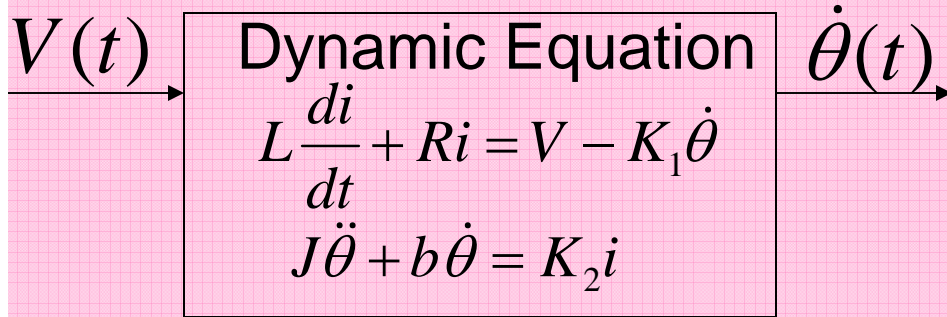 V(t)
Dynamic Equation
θ̇(t)
L di/dt + Ri = V − K₁θ̇
Jθ̈ + bθ̇ = K₂i